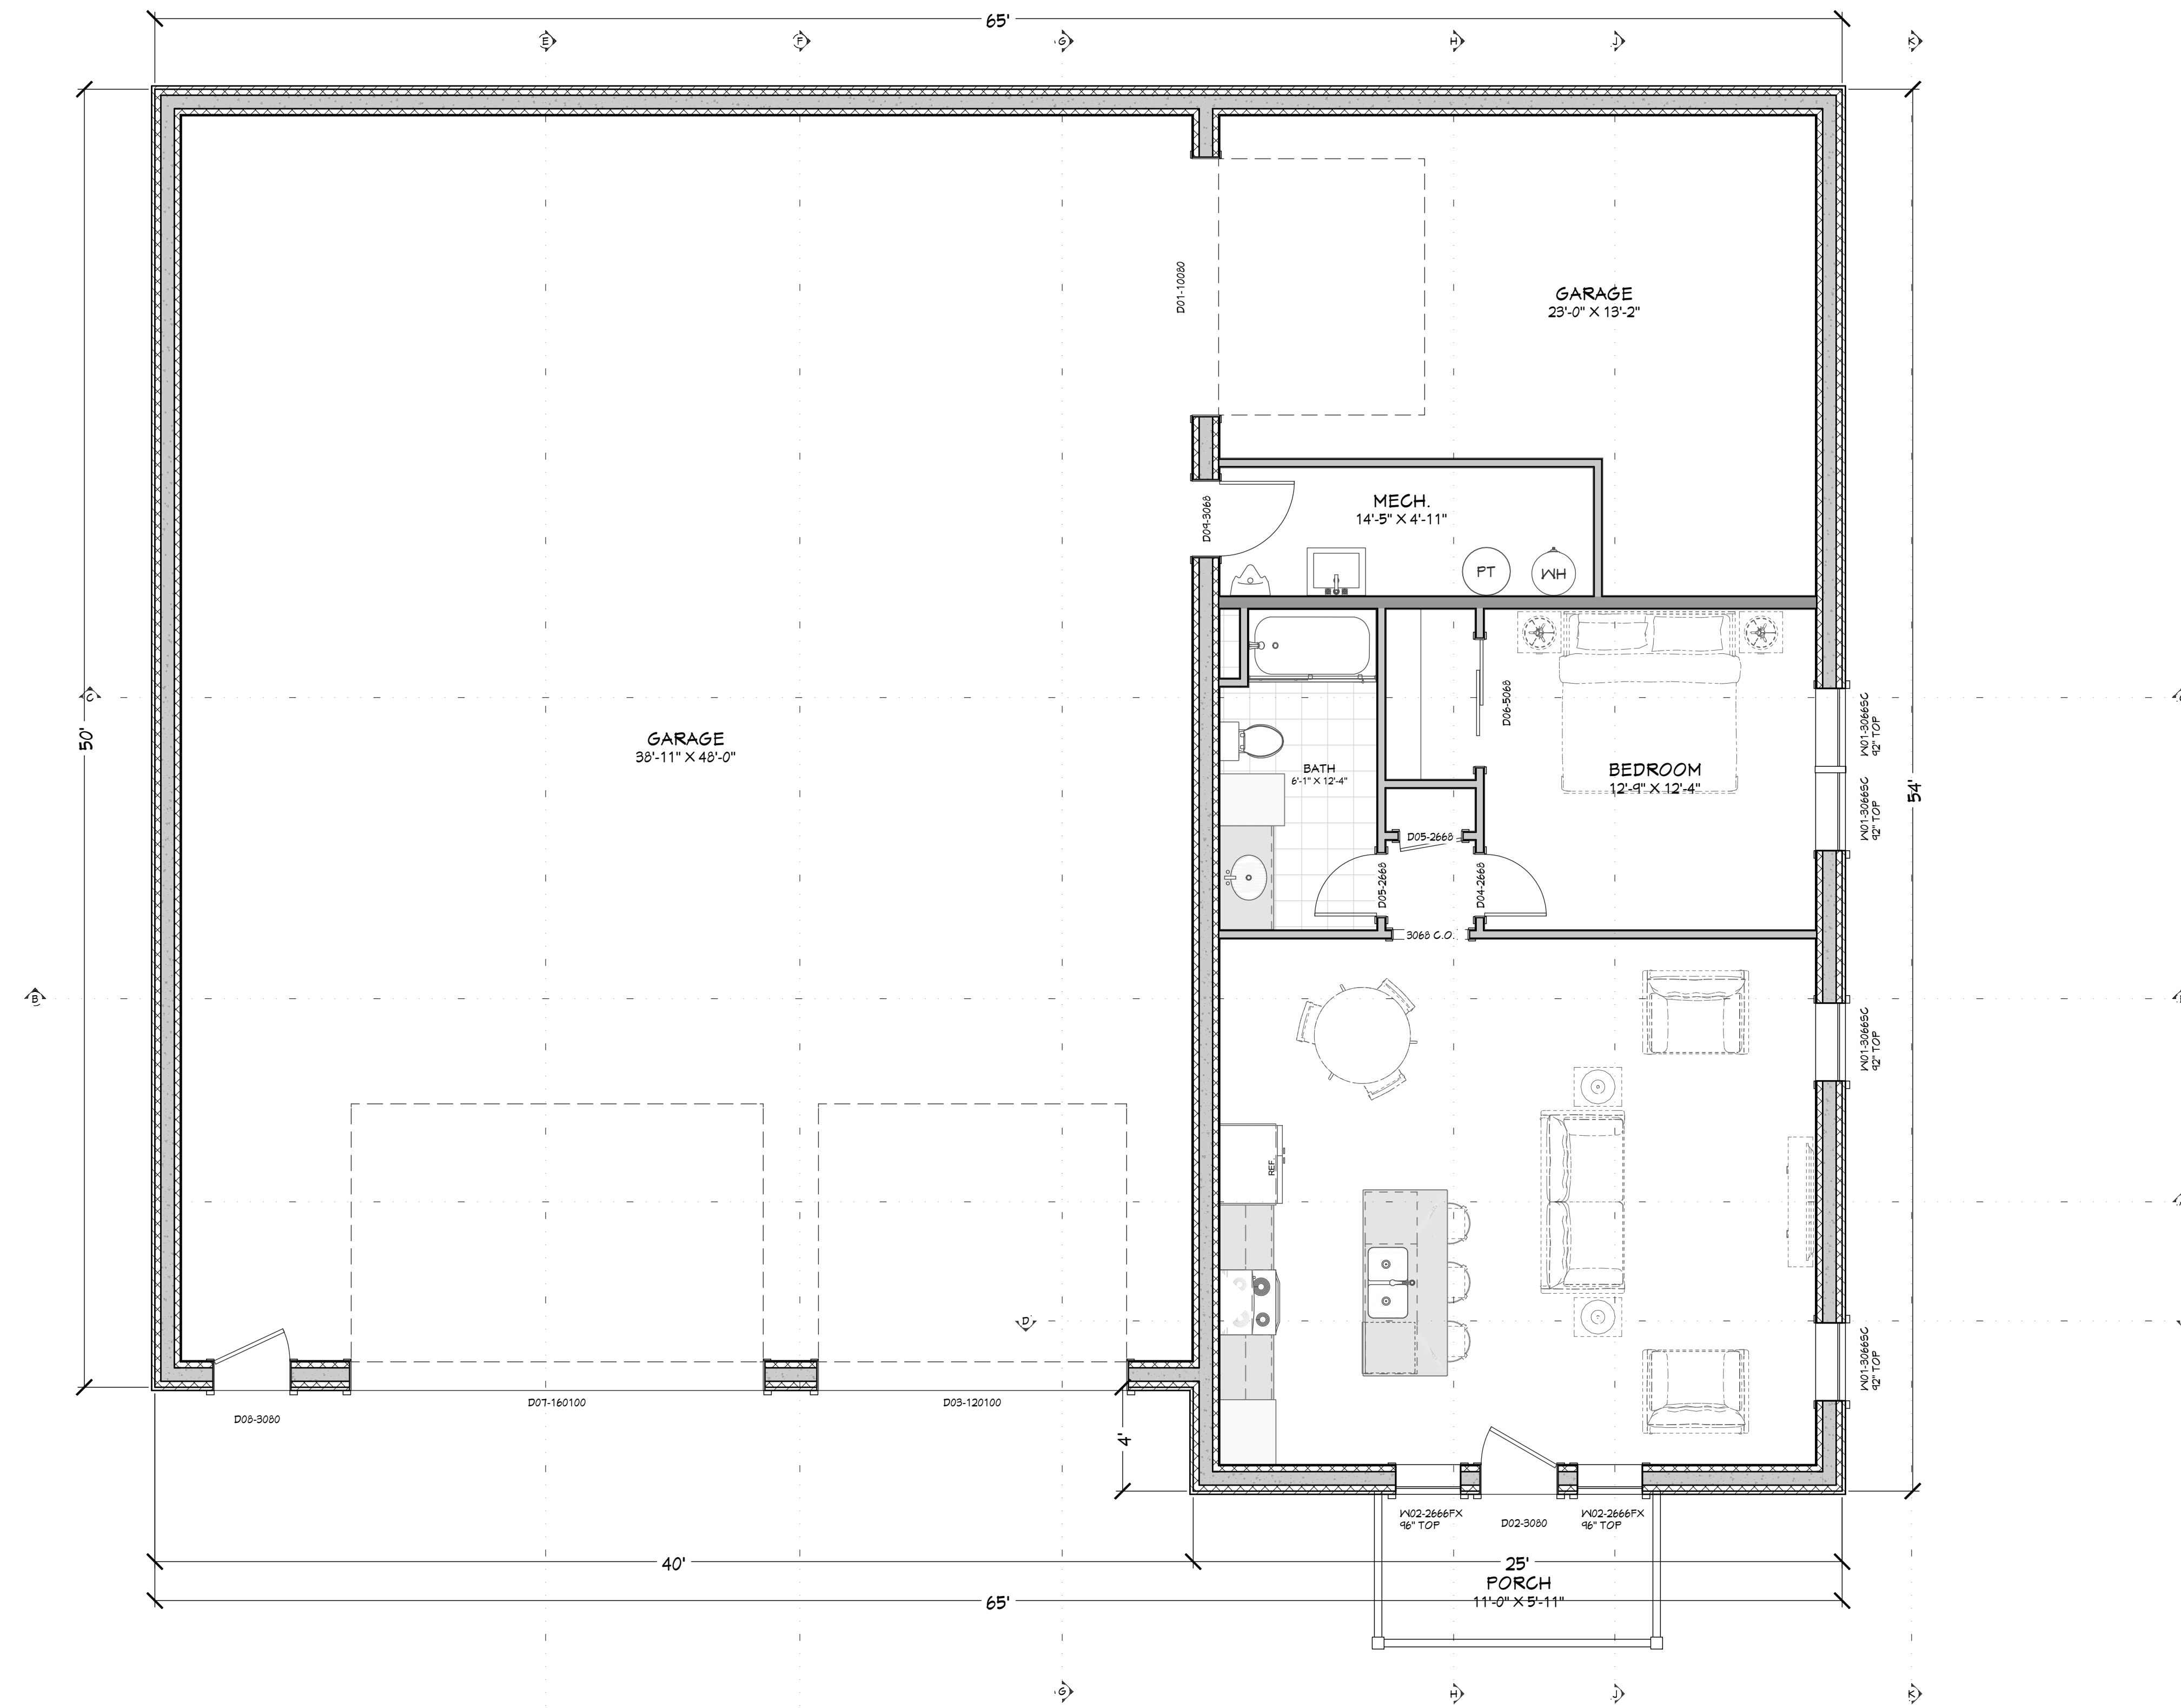 65'
E
F
G
H
J
K
D01-10080
GARAGE
23'-0" X 13'-2"
MECH.
14'-5" X 4'-11"
D09-3068
PT
WH
C
50'
GARAGE
38'-11" X 48'-0"
D06-5068
BATH
6'-1" X 12'-4"
BEDROOM
12'-9" X 12'-4"
W01-3066SC
92" TOP
W01-3066SC
92" TOP
54'
D05-2668
D05-2668
D04-2668
3068 C.O.
B
W01-3066SC
92" TOP
REF.
D
W01-3066SC
92" TOP
D08-3080
D07-160100
D03-120100
4'
W02-2666FX
96" TOP
D02-3080
W02-2666FX
96" TOP
40'
25'
PORCH
11'-0" X 5'-11"
65'
G
H
J
K